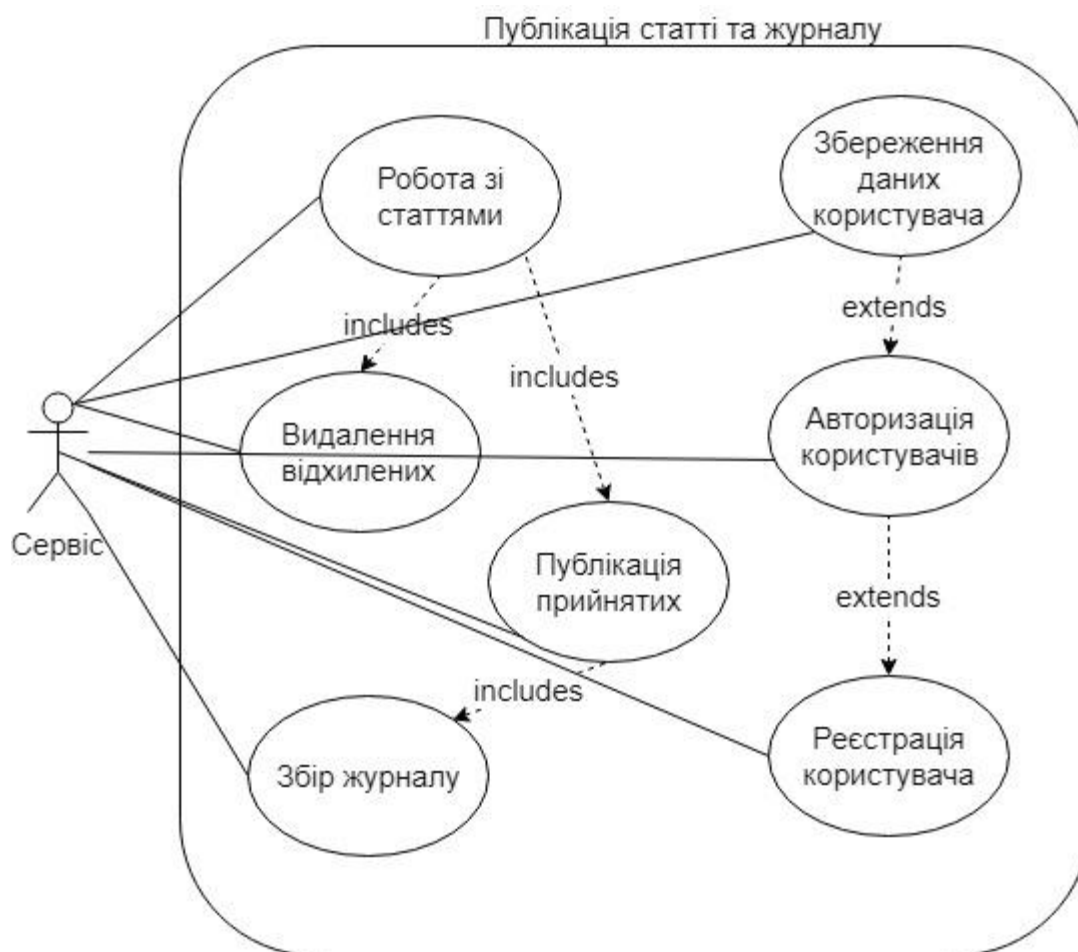 Публікація статті та журналу
Робота зі
статтями
Збереження
даних
користувача
includes
extends
includes
Видалення
відхилених
Авторизація
користувачів
Сервіс
Публікація
прийнятих
extends
includes
Збір журналу
Реєстрація
користувача